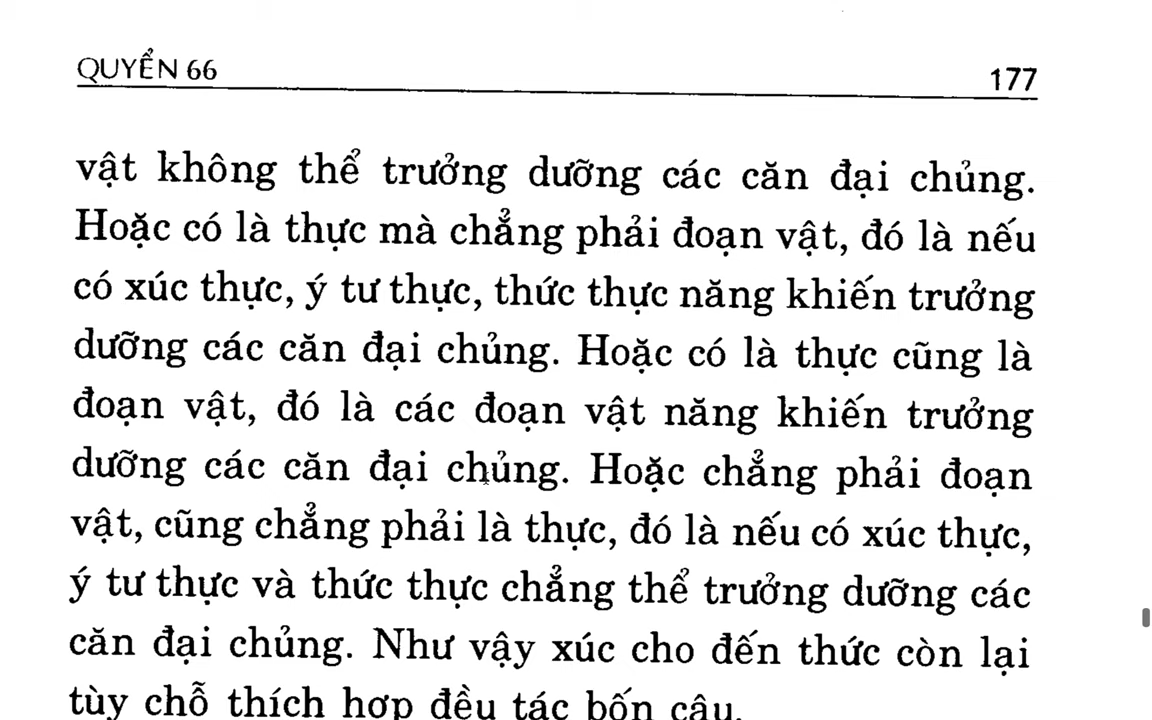 QUYỂN 66
177
vật không thể trưởng dưỡng các căn đại chủng.
Hoặc có là thực mà chẳng phải đoạn vật, đó là nếu
có xúc thực, ý tư thực, thức thực năng khiến trưởng
dưỡng các căn đại chủng. Hoặc có là thực cũng là
đoạn vật, đó là các đoạn vật năng khiến trưởng
dưỡng các căn đại chủng. Hoặc chẳng phải đoạn
vật, cũng chẳng phải là thực, đó là nếu có xúc thực,
ý tư thực và thức thực chẳng thể trưởng dưỡng các
căn đại chủng. Như vậy xúc cho đến thức còn lại
tùy chỗ thích hợp đều tác bốn câu.